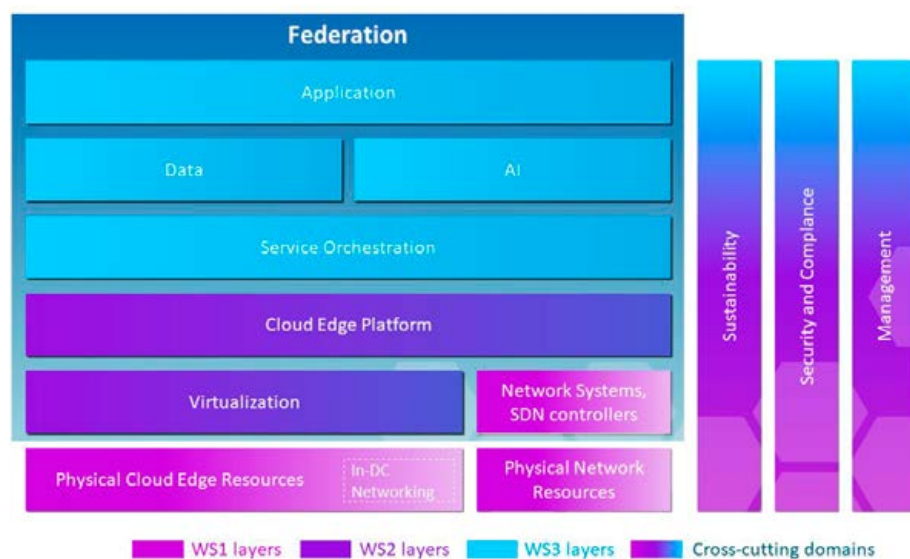 Federation
Application
Data
AI
Service Orchestration
Cloud Edge Platform
Virtualization
Network Systems,
SDN controllers
Physical Cloud Edge Resources
In-DC
Networking
Physical Network
Resources
Sustainability
Security and Compliance
Management
WS1 layers
WS2 layers
WS3 layers
Cross-cutting domains